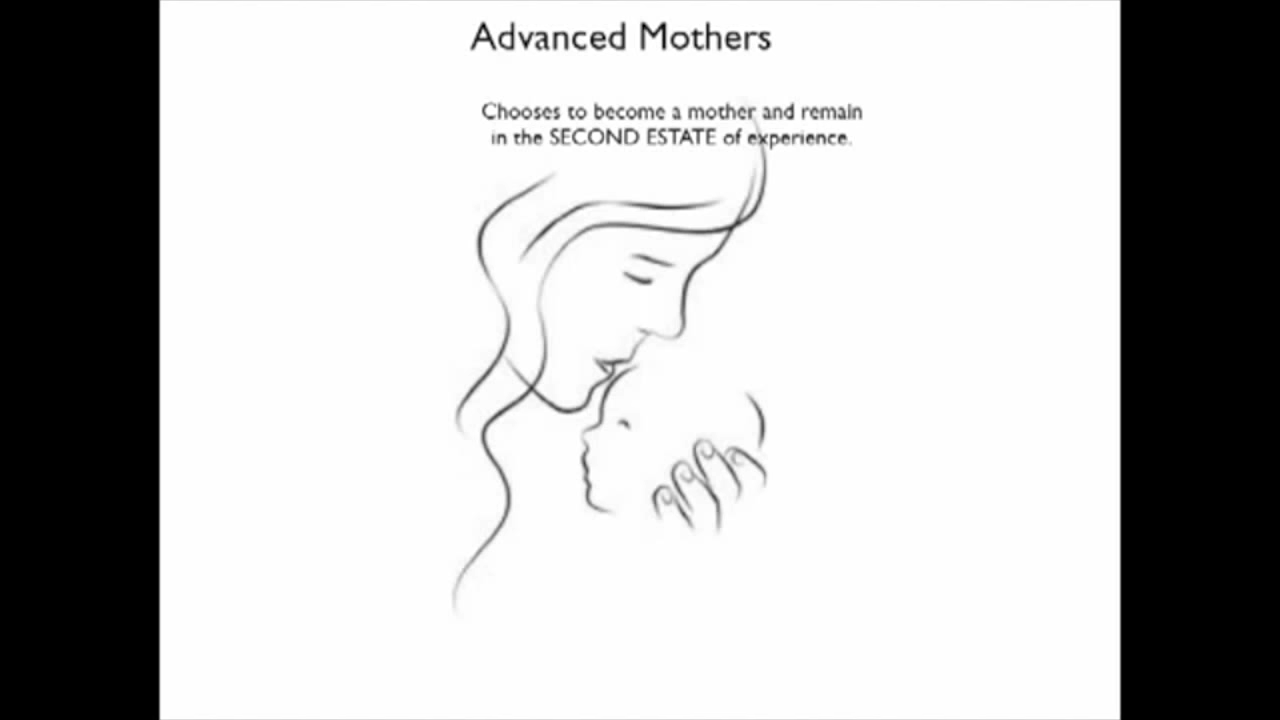 Advanced Mothers
Chooses to become a mother and remain
in the SECOND ESTATE of experience.